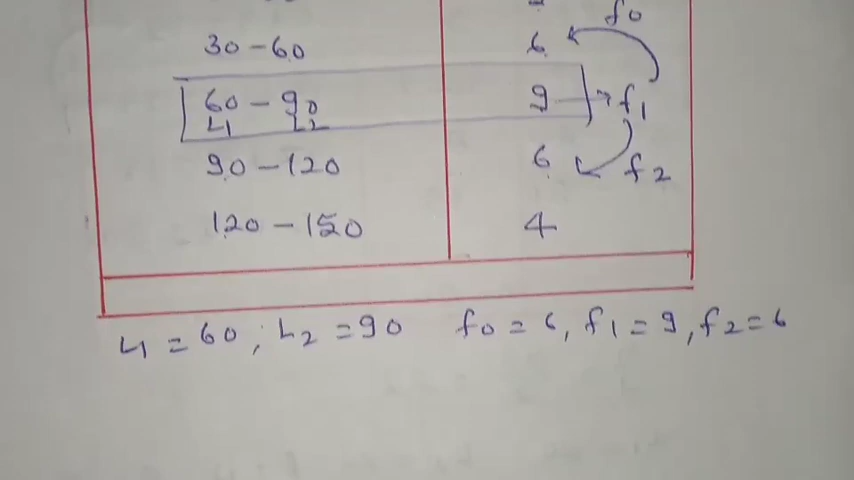 f0
30 - 60 6
60 - 90 9 → f1
L1 L2
90 - 120 6 f2
120 - 150 4
L1 = 60 ; L2 = 90 f0 = 6, f1 = 9, f2 = 6